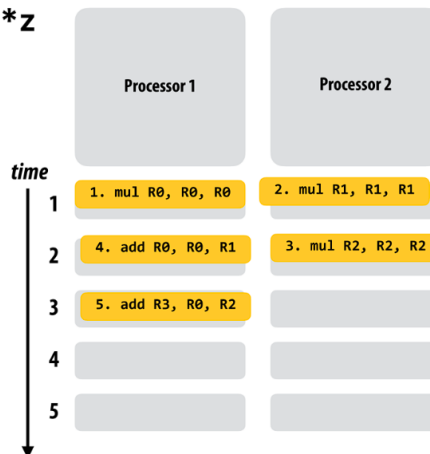 *z
Processor 1
Processor 2
time
1
1. mul R0, R0, R0
2. mul R1, R1, R1
2
4. add R0, R0, R1
3. mul R2, R2, R2
3
5. add R3, R0, R2
4
5